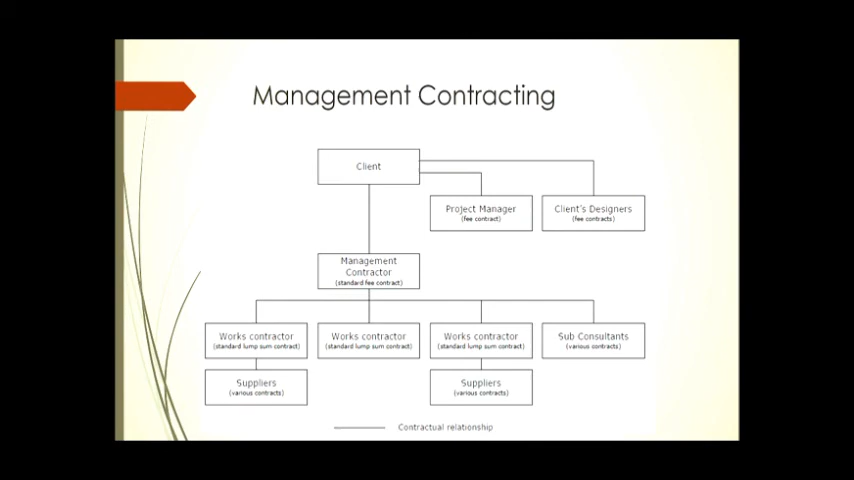 Management Contracting
Client
Project Manager
(fee contract)
Client's Designers
(fee contracts)
Management
Contractor
(standard fee contract)
Works contractor
(standard lump sum contract)
Works contractor
(standard lump sum contract)
Works contractor
(standard lump sum contract)
Sub Consultants
(various contracts)
Suppliers
(various contracts)
Suppliers
(various contracts)
Contractual relationship